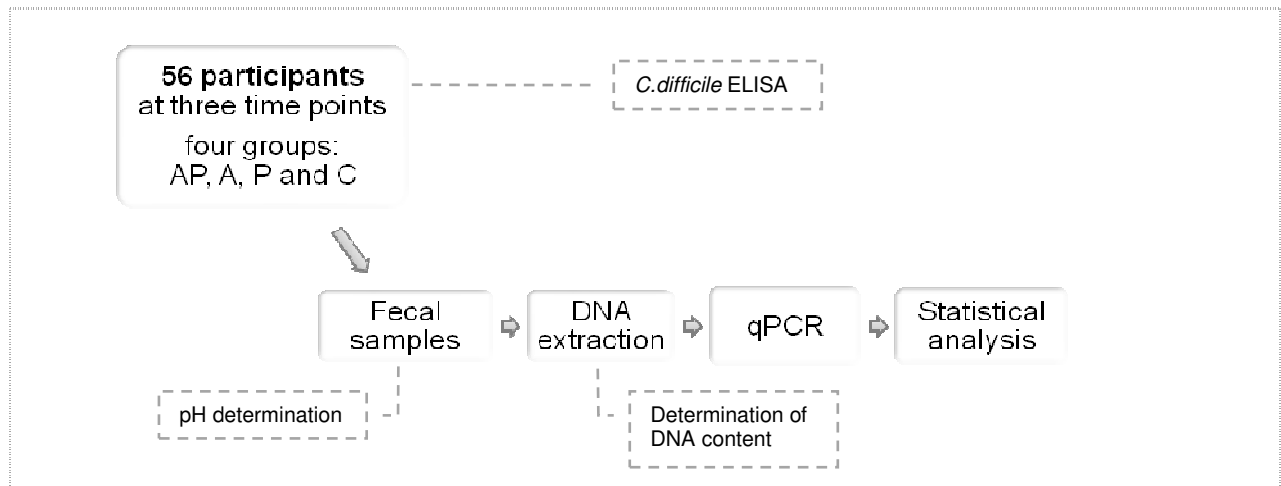 56 participants
at three time points
four groups:
AP, A, P and C
C.difficile ELISA
Fecal
samples
DNA
extraction
qPCR
Statistical
analysis
pH determination
Determination of
DNA content